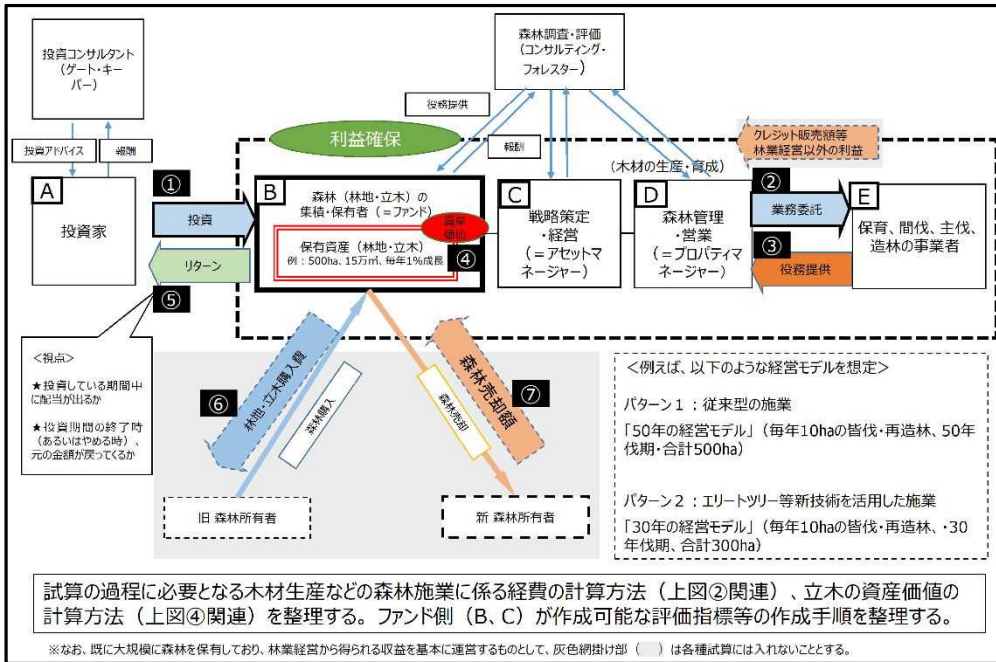 投資コンサルタント
（ゲート・キー
パー）
森林調査・評価
（コンサルティング・
フォレスター）
役務提供
利益確保
報酬
クレジット販売額等
林業経営以外の利益
投資アドバイス
報酬
（木材の生産・育成）
A
投資家
①
投資
リターン
⑤
B
森林（林地・立木）の
集積・保有者（＝ファンド）
資産
価値
保有資産（林地・立木）
例：500ha、15万㎥、毎年1％成長
④
C
戦略策定
・経営
（＝アセットマ
ネージャー）
D
森林管理
・営業
（＝プロパティマ
ネージャー）
②
業務委託
③
役務提供
E
保育、間伐、主伐、
造林の事業者
＜視点＞
★投資している期間中
に配当が出るか
★投資期間の終了時
（あるいはやめる時）、
元の金額が戻ってくるか
⑥
林地・立木購入費
森林購入
森林売却
森林売却額
⑦
旧 森林所有者
新 森林所有者
＜例えば、以下のような経営モデルを想定＞
パターン１：従来型の施業
「50年の経営モデル」（毎年10haの皆伐・再造林、50年
伐期・合計500ha）
パターン２：エリートツリー等新技術を活用した施業
「30年の経営モデル」（毎年10haの皆伐・再造林、・30
年伐期、合計300ha）
試算の過程に必要となる木材生産などの森林施業に係る経費の計算方法（上図②関連）、立木の資産価値の
計算方法（上図④関連）を整理する。ファンド側（B、C）が作成可能な評価指標等の作成手順を整理する。
※なお、既に大規模に森林を保有しており、林業経営から得られる収益を基本に運営するものとして、灰色網掛け部（　）は各種試算には入れないこととする。